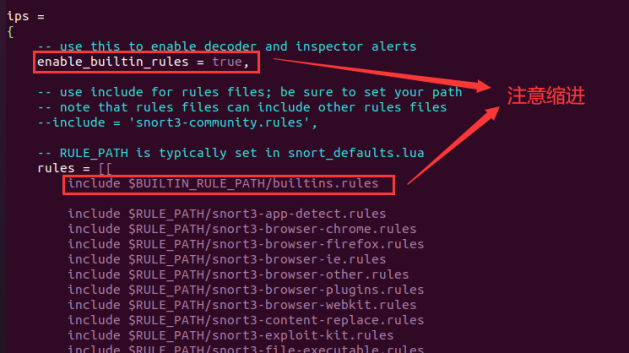 ips =
{
-- use this to enable decoder and inspector alerts
enable_builtin_rules = true,
-- use include for rules files; be sure to set your path
注意缩进
-- note that rules files can include other rules files
--include = 'snort3-community.rules',
-- RULE_PATH is typically set in snort_defaults.lua
rules = [[
include $BUILTIN_RULE_PATH/builtins.rules
include $RULE_PATH/snort3-app-detect.rules
include $RULE_PATH/snort3-browser-chrome.rules
include $RULE_PATH/snort3-browser-firefox.rules
include $RULE_PATH/snort3-browser-ie.rules
include $RULE_PATH/snort3-browser-other.rules
include $RULE_PATH/snort3-browser-plugins.rules
include $RULE_PATH/snort3-browser-webkit.rules
include $RULE_PATH/snort3-content-replace.rules
include $RULE_PATH/snort3-exploit-kit.rules
include $RULE_PATH/snort3-file-executable.rules